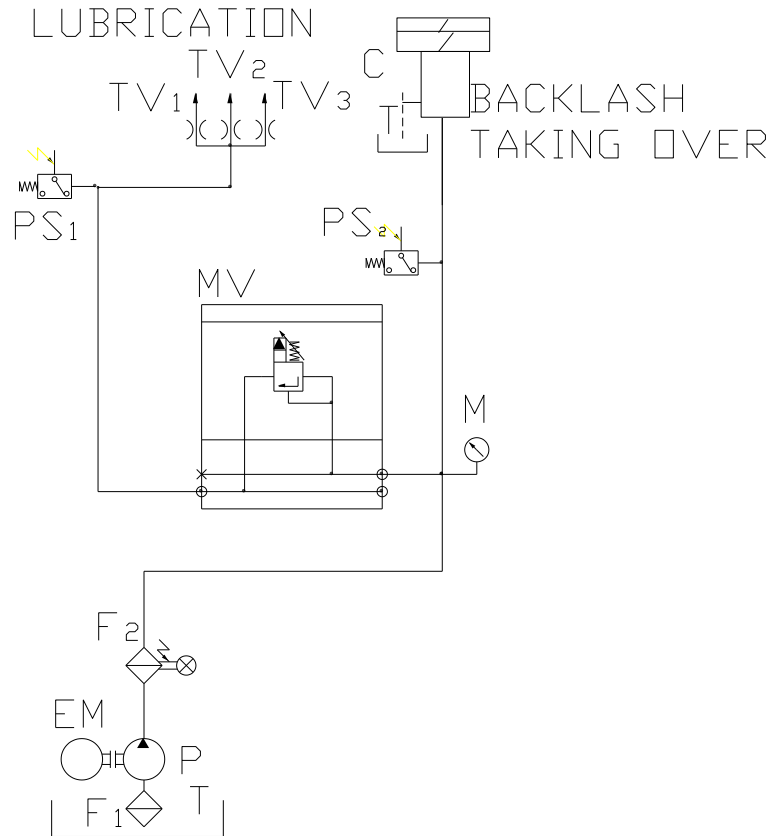 LUBRICATION
TV2
TV1
TV3
C
T
BACKLASH
TAKING OVER
PS1
PS2
MV
M
F2
EM
P
T
F1